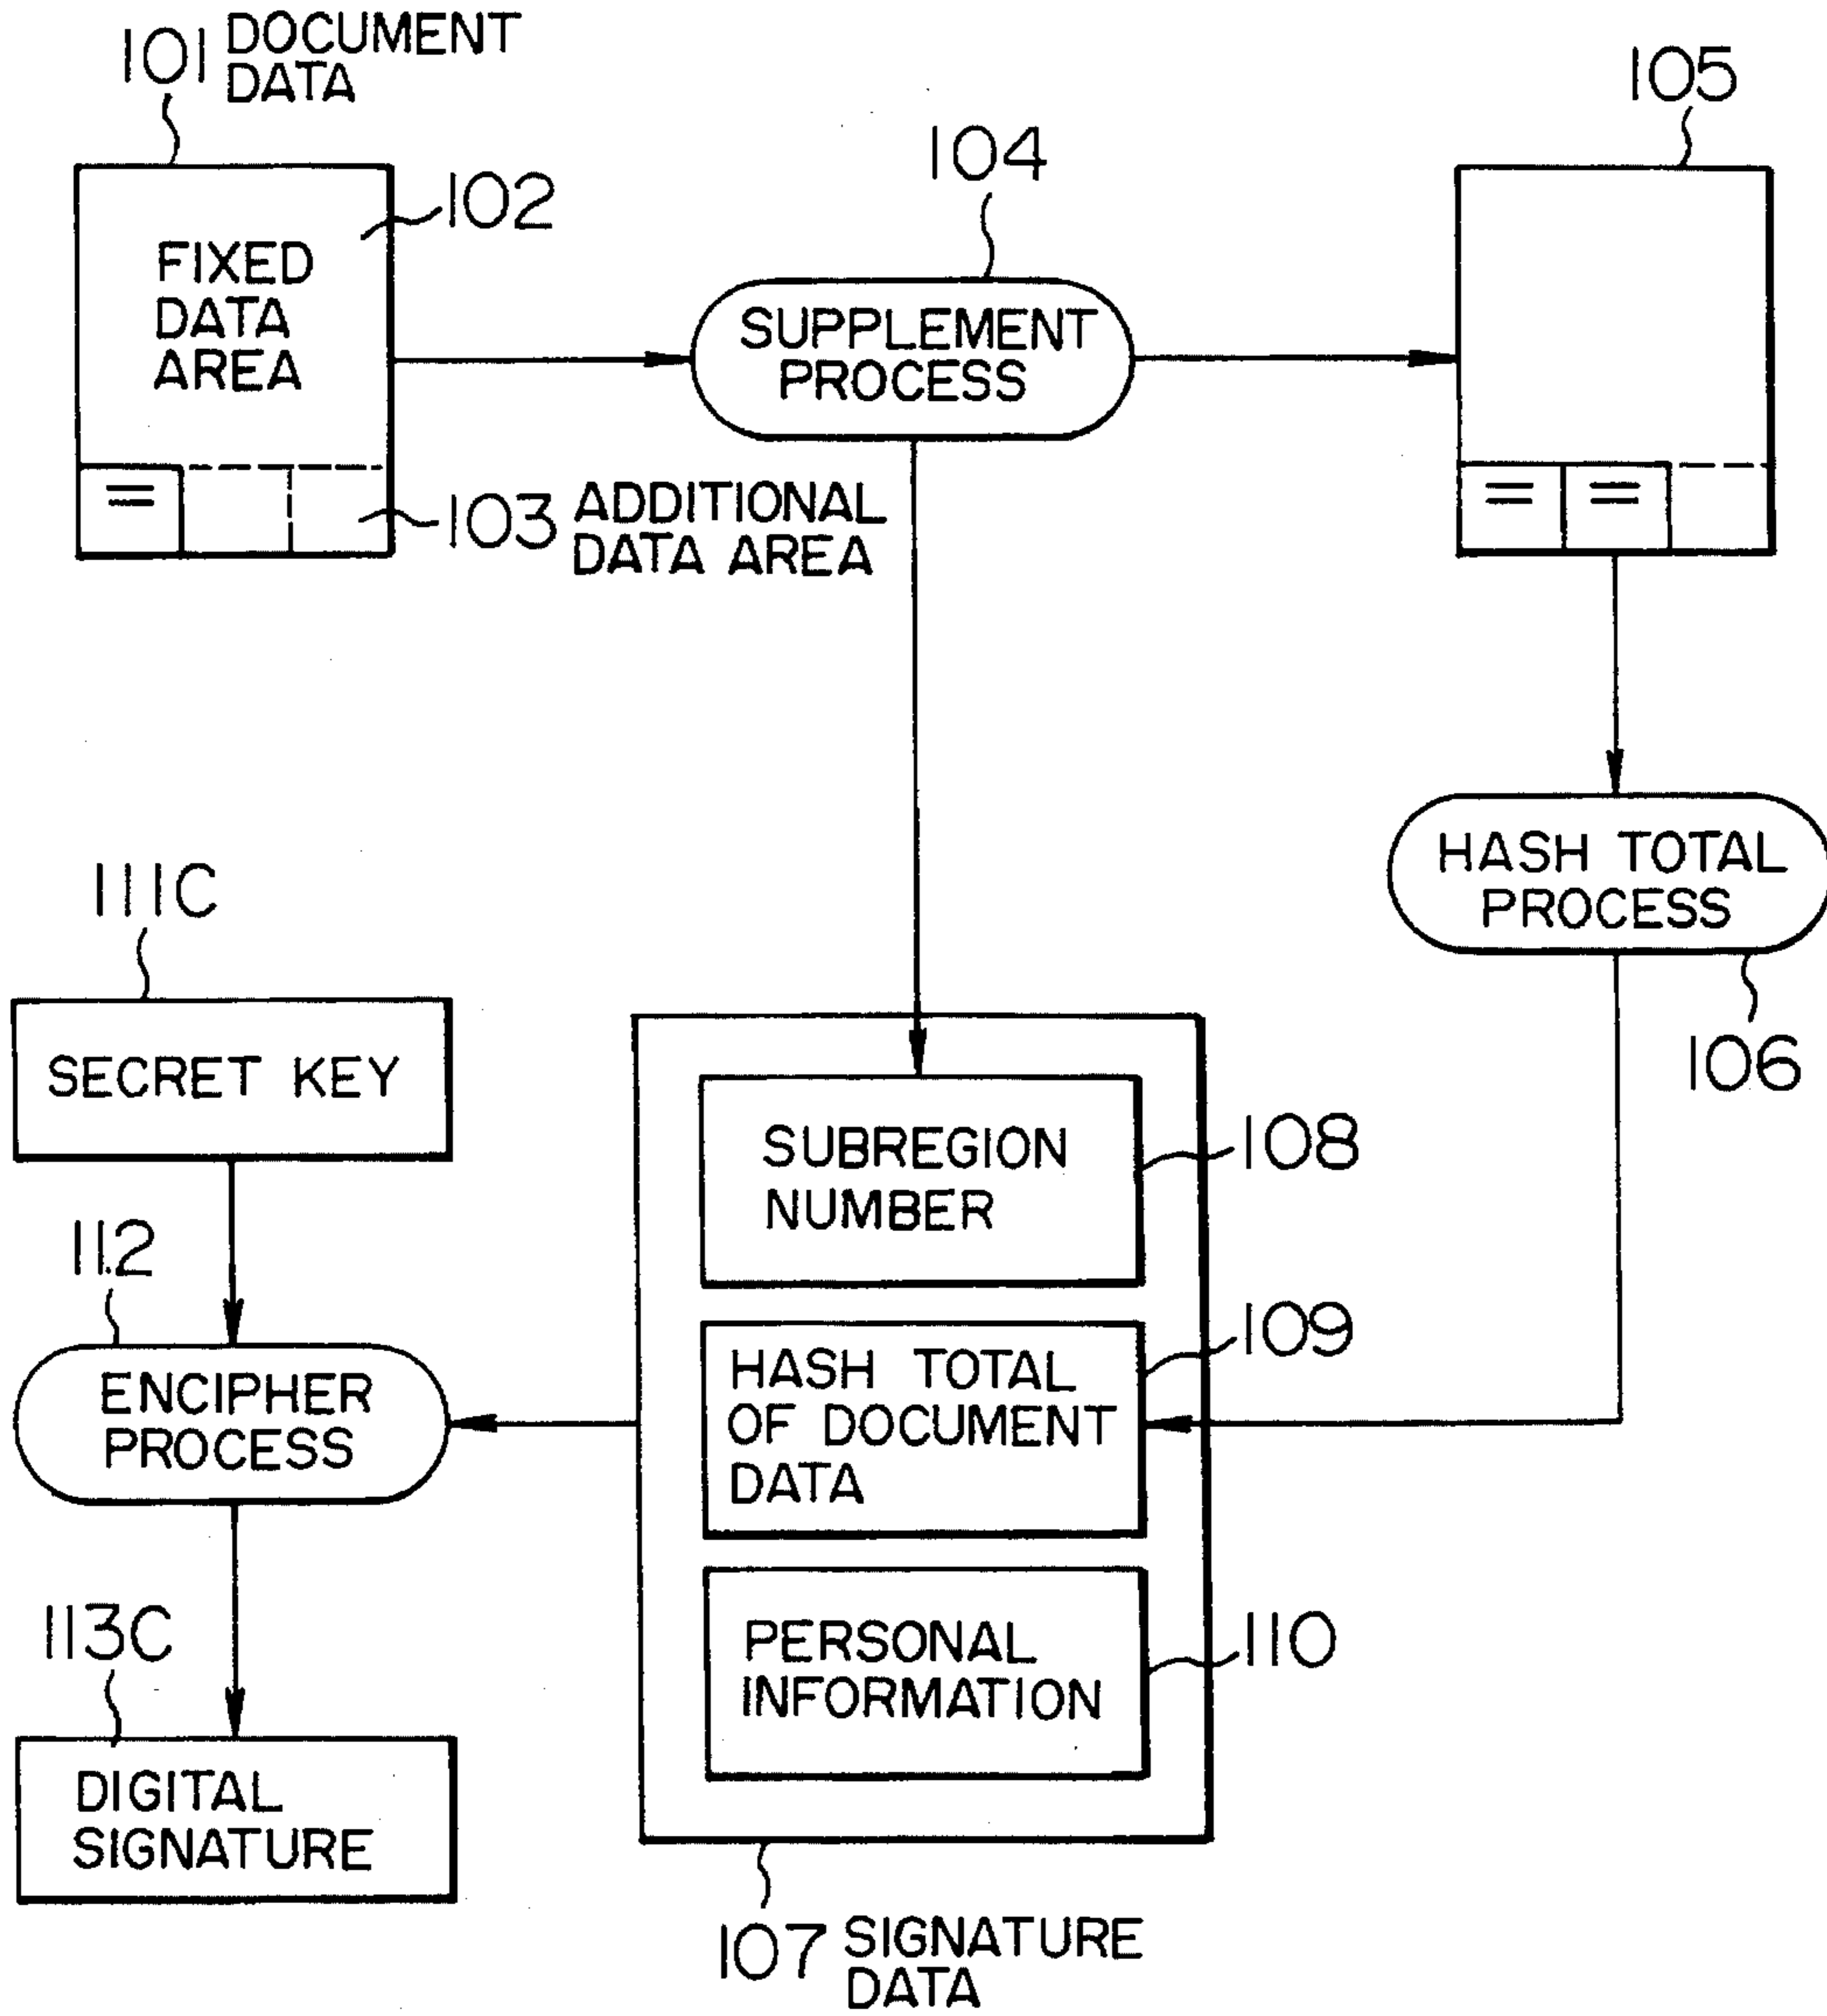 101 DOCUMENT
DATA
102
FIXED
DATA
AREA
103 ADDITIONAL
DATA AREA
104
SUPPLEMENT
PROCESS
105
HASH TOTAL
PROCESS
106
111C
SECRET KEY
112
ENCIPHER
PROCESS
113C
DIGITAL
SIGNATURE
SUBREGION
NUMBER
108
HASH TOTAL
OF DOCUMENT
DATA
109
PERSONAL
INFORMATION
110
107 SIGNATURE
DATA